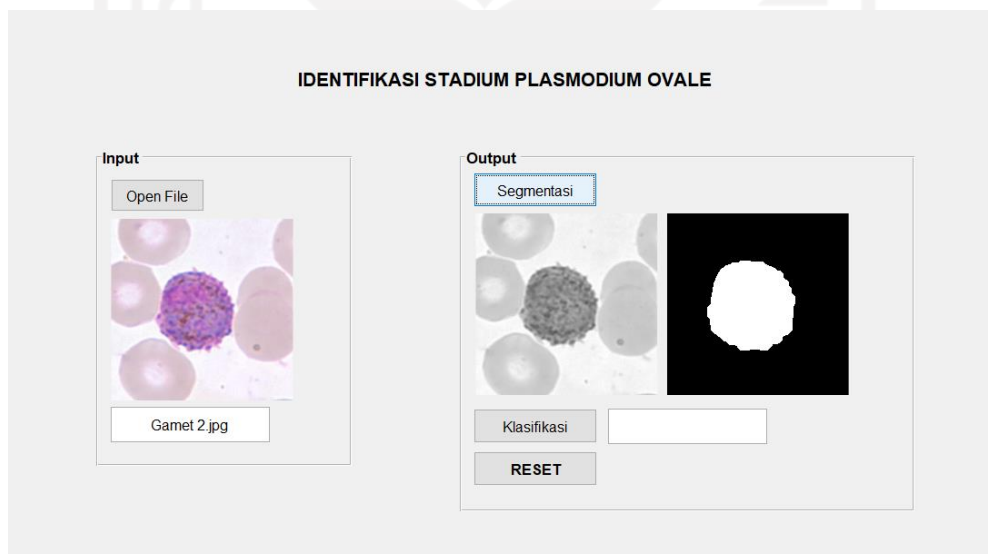 IDENTIFIKASI STADIUM PLASMODIUM OVALE
Input
Open File
Gamet 2.jpg
Output
Segmentasi
Klasifikasi
RESET